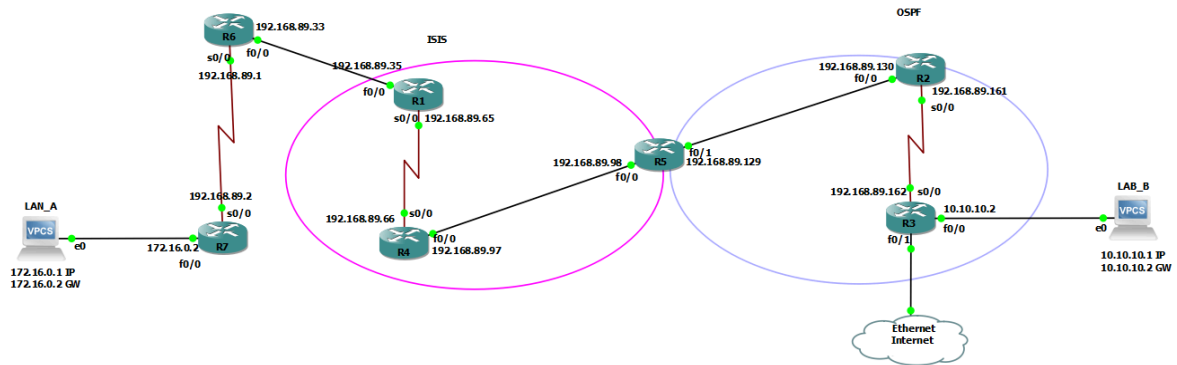 OSPF
192.168.89.33
R6
ISIS
s0/0
f0/0
192.168.89.1
192.168.89.35
f0/0
R1
s0/0
192.168.89.65
192.168.89.130
f0/0
R2
192.168.89.161
s0/0
192.168.89.98
f0/0
R5
f0/1
192.168.89.129
192.168.89.2
s0/0
LAN_A
VPCS
e0
172.16.0.2
R7
f0/0
172.16.0.1 IP
172.16.0.2 GW
192.168.89.66
s0/0
R4
f0/0
192.168.89.97
192.168.89.162
s0/0
R3
10.10.10.2
f0/0
f0/1
LAB_B
VPCS
e0
10.10.10.1 IP
10.10.10.2 GW
Ethernet
Internet